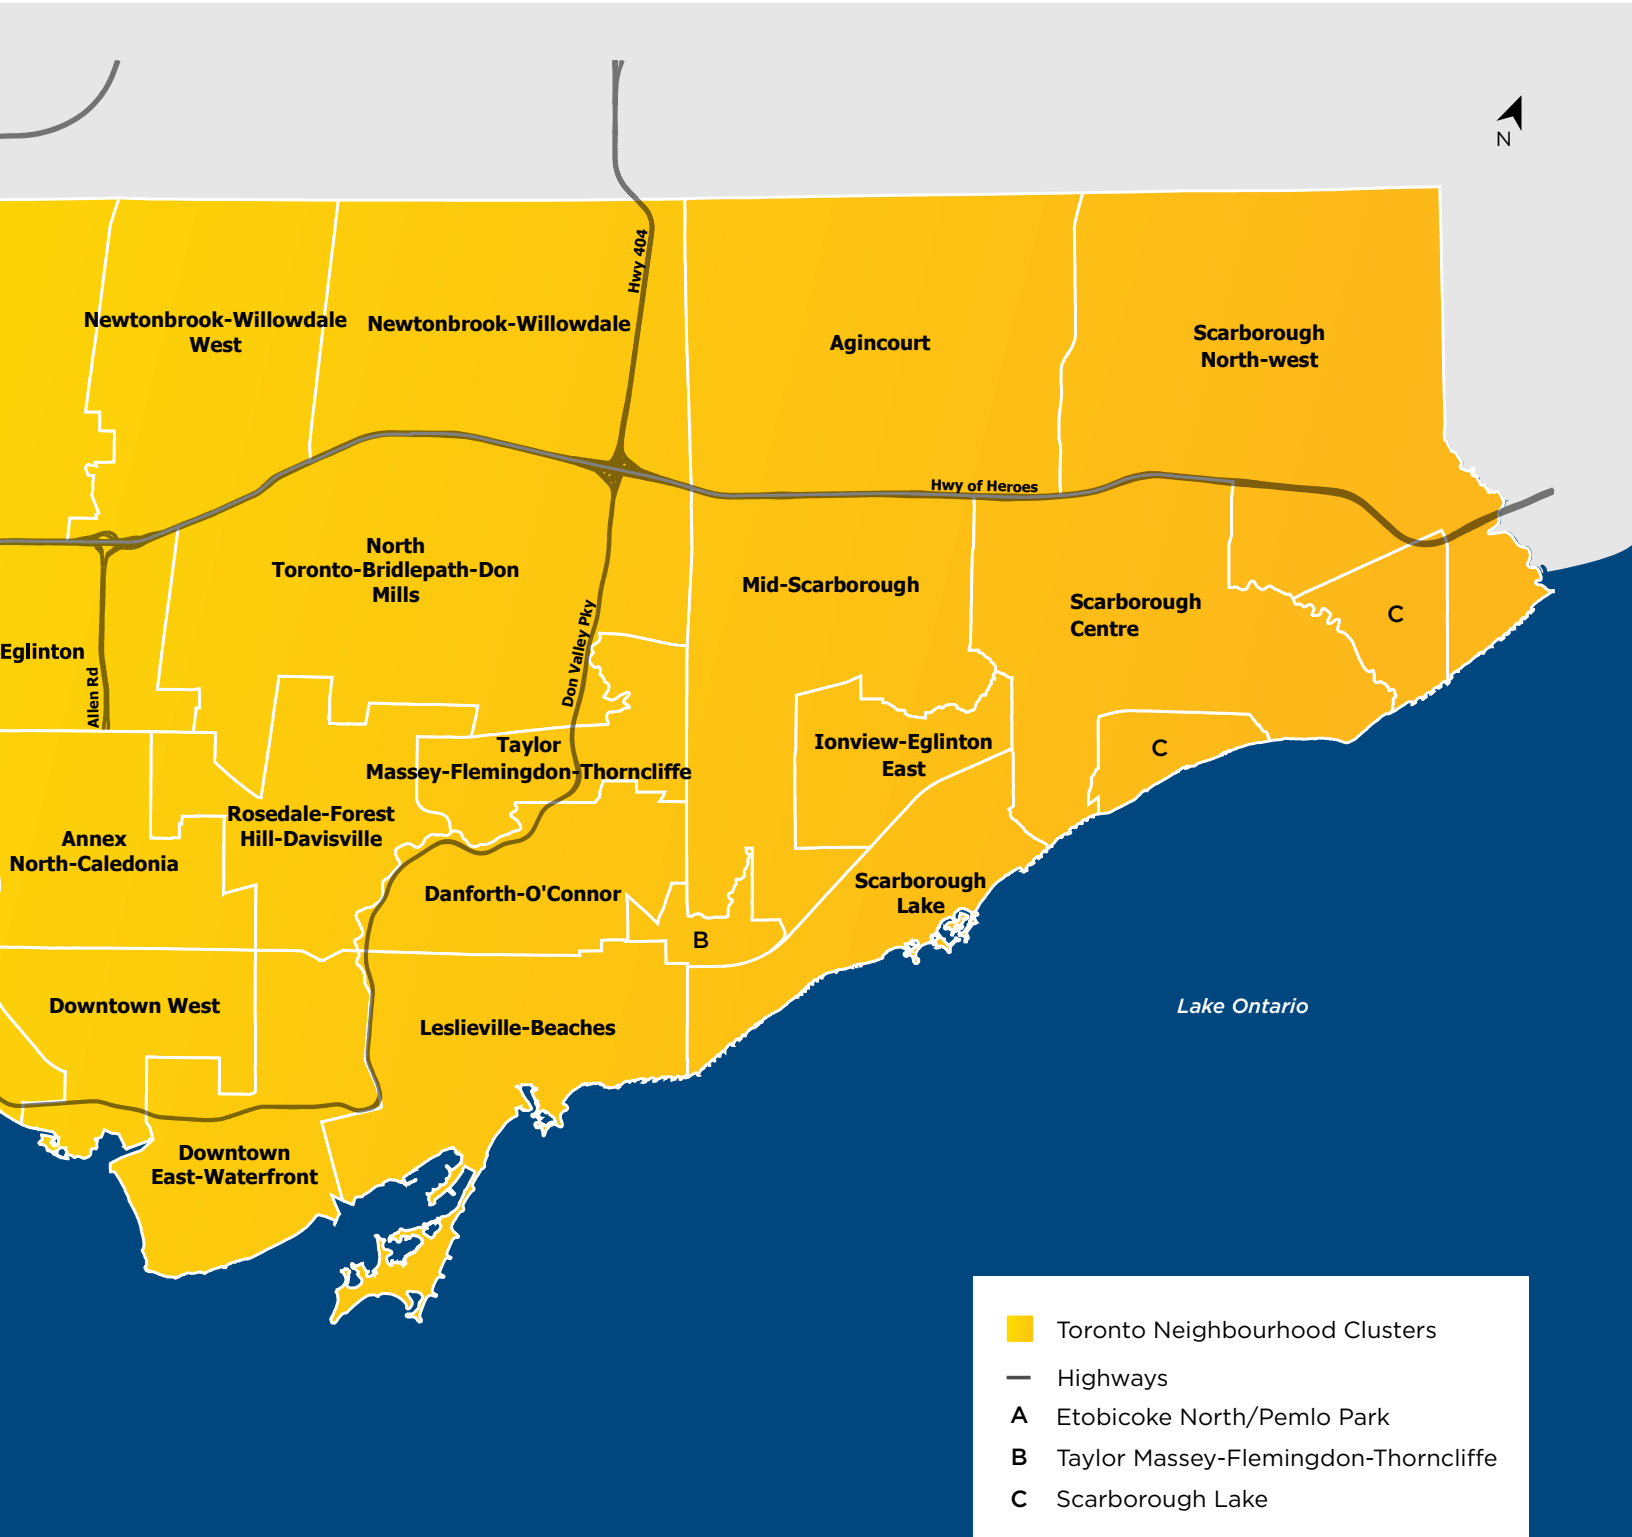 N
Hwy 404
Newtonbrook-Willowdale
West
Newtonbrook-Willowdale
Agincourt
Scarborough
North-west
Hwy of Heroes
North
Toronto-Bridlepath-Don
Mills
Mid-Scarborough
Scarborough
Centre
C
Eglinton
Allen Rd
Don Valley Pky
Taylor
Massey-Flemingdon-Thorncliffe
Ionview-Eglinton
East
C
Rosedale-Forest
Hill-Davisville
Annex
North-Caledonia
Danforth-O'Connor
Scarborough
Lake
B
Downtown West
Leslieville-Beaches
Lake Ontario
Downtown
East-Waterfront
Toronto Neighbourhood Clusters
Highways
A Etobicoke North/Pemlo Park
B Taylor Massey-Flemingdon-Thorncliffe
C Scarborough Lake